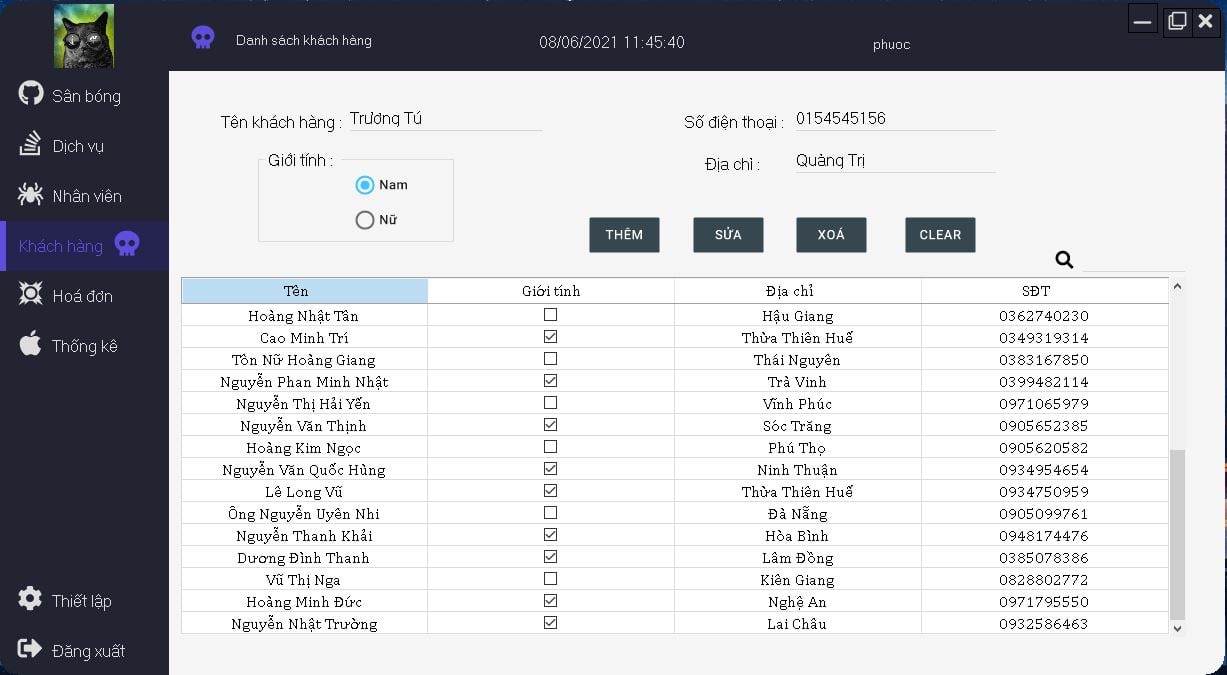 Danh sách khách hàng
08/06/2021 11:45:40
phuoc
Sân bóng
Dịch vụ
Nhân viên
Khách hàng
Hoá đơn
Thống kê
Thiết lập
Đăng xuất
Tên khách hàng : Trương Tú
Số điện thoại : 0154545156
Giới tính :
Nam
Nữ
Địa chỉ : Quảng Trị
THÊM SỬA XOÁ CLEAR
Tên Giới tính Địa chỉ SĐT
Hoàng Nhật Tân Hậu Giang 0362740230
Cao Minh Trí Thừa Thiên Huế 0349319314
Tôn Nữ Hoàng Giang Thái Nguyên 0383167850
Nguyễn Phan Minh Nhật Trà Vinh 0399482114
Nguyễn Thị Hải Yến Vĩnh Phúc 0971065979
Nguyễn Văn Thịnh Sóc Trăng 0905652385
Hoàng Kim Ngọc Phú Thọ 0905620582
Nguyễn Văn Quốc Hùng Ninh Thuận 0934954654
Lê Long Vũ Thừa Thiên Huế 0934750959
Ông Nguyễn Uyên Nhi Đà Nẵng 0905099761
Nguyễn Thanh Khải Hòa Bình 0948174476
Dương Đình Thanh Lâm Đồng 0385078386
Vũ Thị Nga Kiên Giang 0828802772
Hoàng Minh Đức Nghệ An 0971795550
Nguyễn Nhật Trường Lai Châu 0932586463